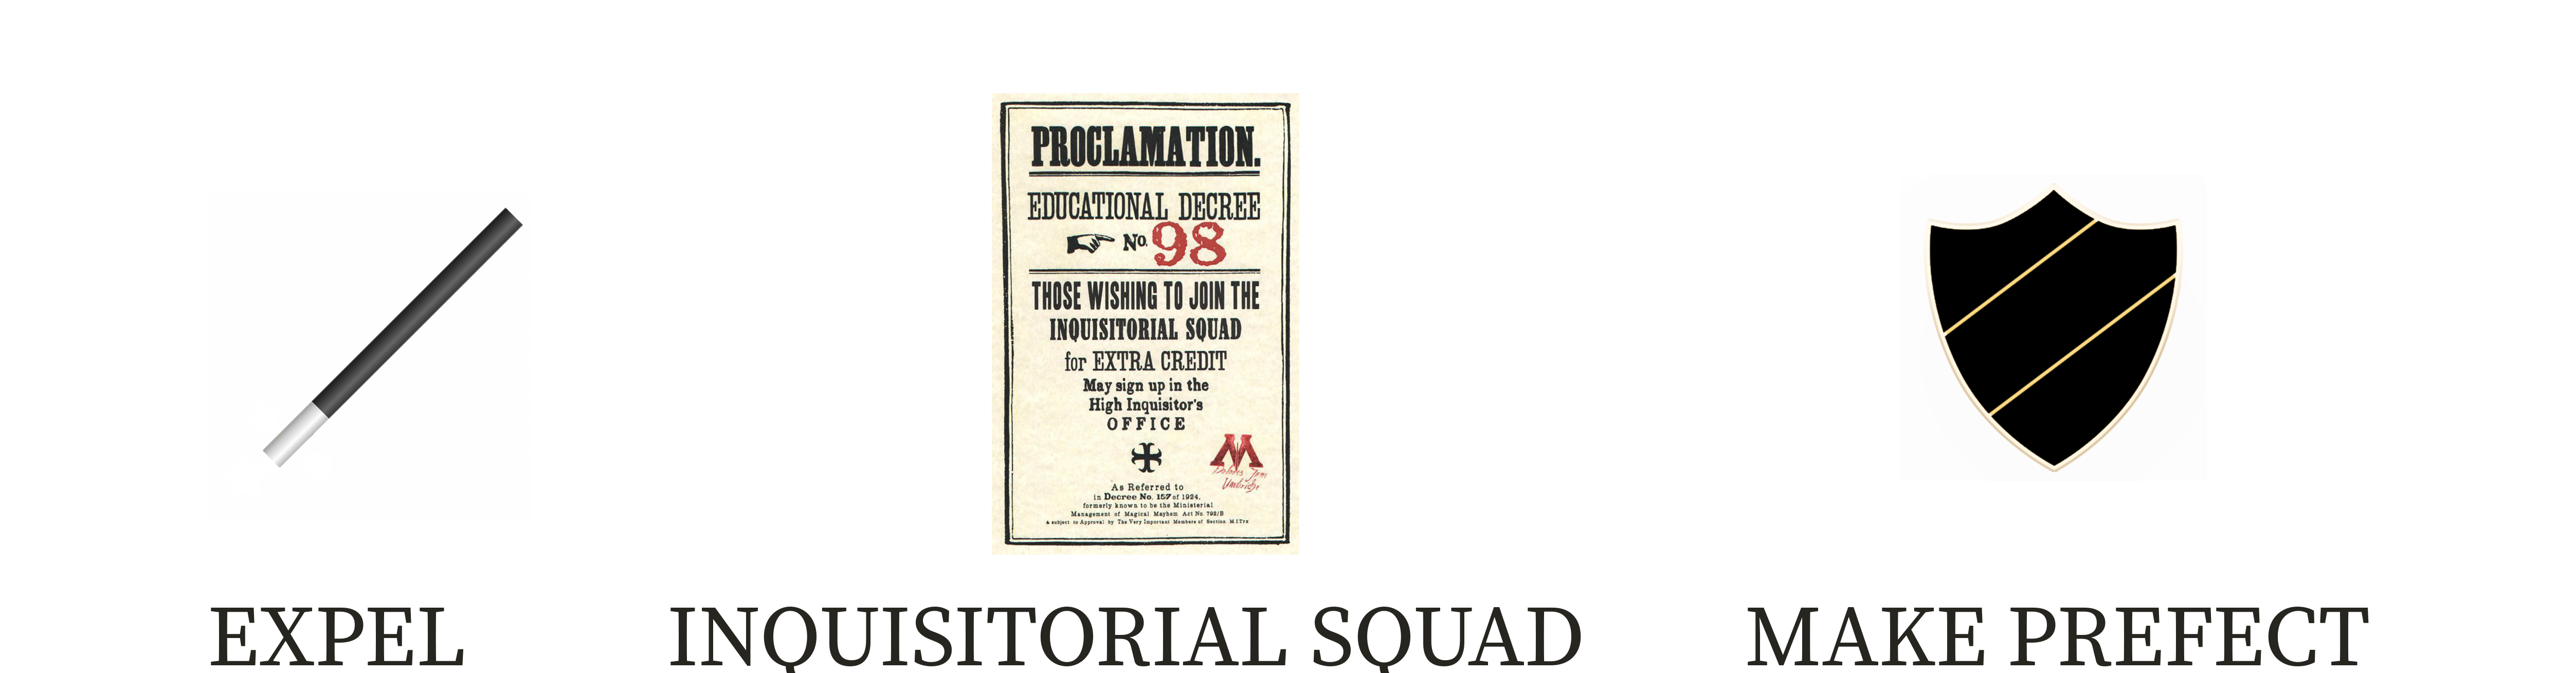 PROCLAMATION.
EDUCATIONAL DECREE
No. 98
THOSE WISHING TO JOIN THE
INQUISITORIAL SQUAD
for EXTRA CREDIT
May sign up in the
High Inquisitor's
OFFICE
M
Dolores Jane
Umbridge
As Referred to
in Decree No. 157 of 1924,
formerly known to be the Ministerial
Management of Magical Mayhem Act No. 792/B
& subject to Approval by The Very Important Members of Section
EXPEL
INQUISITORIAL SQUAD
MAKE PREFECT